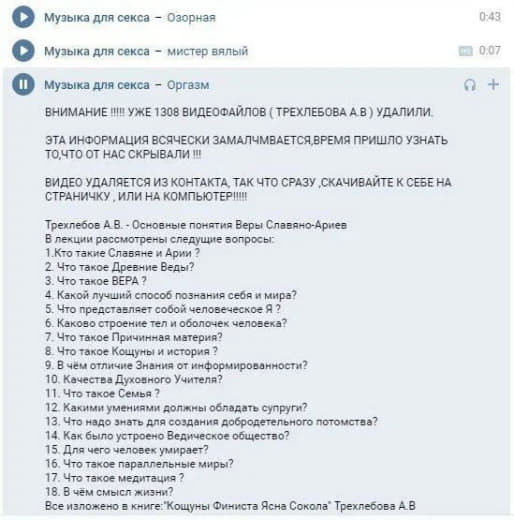 Музыка для секса – Озорная 0:43
Музыка для секса – мистер вялый HQ 0:07
Музыка для секса – Оргазм
ВНИМАНИЕ !!!!! УЖЕ 1308 ВИДЕОФАЙЛОВ ( ТРЕХЛЕБОВА А.В ) УДАЛИЛИ.
ЭТА ИНФОРМАЦИЯ ВСЯЧЕСКИ ЗАМАЛЧМВАЕТСЯ,ВРЕМЯ ПРИШЛО УЗНАТЬ
ТО,ЧТО ОТ НАС СКРЫВАЛИ !!!
ВИДЕО УДАЛЯЕТСЯ ИЗ КОНТАКТА, ТАК ЧТО СРАЗУ ,СКАЧИВАЙТЕ К СЕБЕ НА
СТРАНИЧКУ , ИЛИ НА КОМПЬЮТЕР!!!!!
Трехлебов А.В. - Основные понятия Веры Славяно-Ариев
В лекции рассмотрены следущие вопросы:
1.Кто такие Славяне и Арии ?
2. Что такое Древние Веды?
3. Что такое ВЕРА ?
4. Какой лучший способ познания себя и мира?
5. Что представляет собой человеческое Я ?
6. Каково строение тел и оболочек человека?
7. Что такое Причинная материя?
8. Что такое Кощуны и история ?
9. В чём отличие Знания от информированности?
10. Качества Духовного Учителя?
11. Что такое Семья ?
12. Какими умениями должны обладать супруги?
13. Что надо знать для создания добродетельного потомства?
14. Как было устроено Ведическое общество?
15. Для чего человек умирает?
16. Что такое параллельные миры?
17. Что такое медитация ?
18. В чём смысл жизни?
Все изложено в книге:"Кощуны Финиста Ясна Сокола" Трехлебова А.В